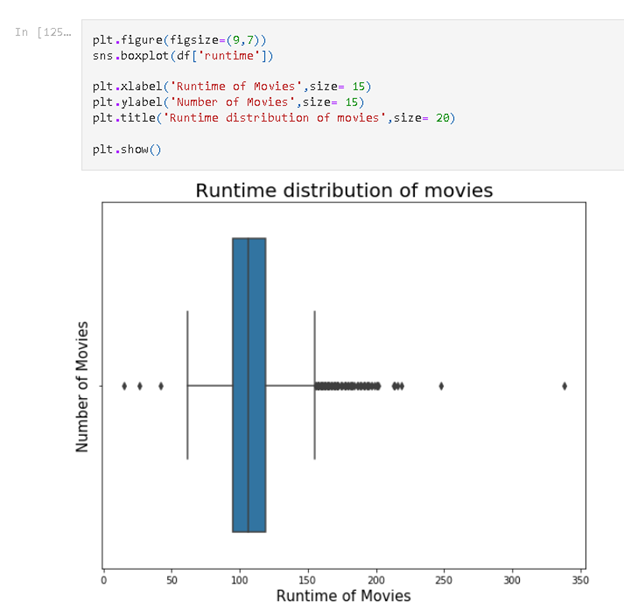 In [125…
plt.figure(figsize=(9,7))
sns.boxplot(df['runtime'])
plt.xlabel('Runtime of Movies',size= 15)
plt.ylabel('Number of Movies',size= 15)
plt.title('Runtime distribution of movies',size= 20)
plt.show()
Runtime distribution of movies
Number of Movies
0 50 100 150 200 250 300 350
Runtime of Movies